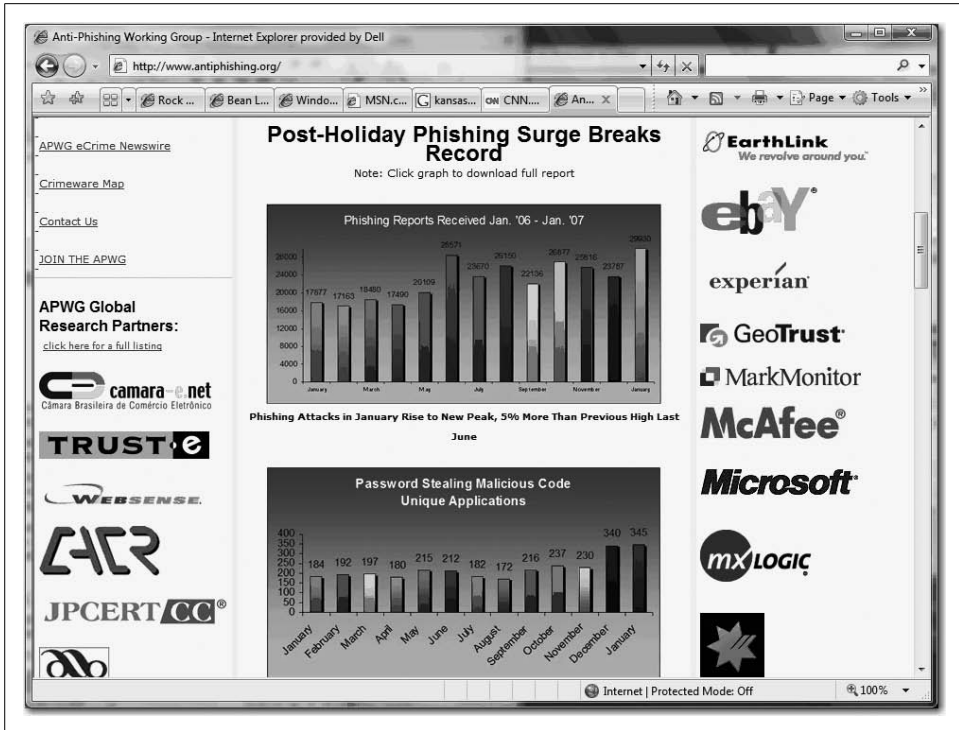 Anti-Phishing Working Group - Internet Explorer provided by Dell
http://www.antiphishing.org/
Rock ...
Bean L...
Windo...
MSN.c...
kansas...
CNN....
An...
Page
Tools
APWG eCrime Newswire
Crimeware Map
Contact Us
JOIN THE APWG
APWG Global
Research Partners:
click here for a full listing
camara-e.net
Câmara Brasileira de Comércio Eletrônico
TRUST·e
WEBSENSE.
CACR
JPCERT CC®
Post-Holiday Phishing Surge Breaks
Record
Note: Click graph to download full report
Phishing Reports Received Jan. '06 - Jan. '07
28000
24000
20000
16000
12000
8000
4000
0
17877
17163
18480
17490
20109
28571
23670
26150
22136
26877
25816
23787
29930
January
March
May
July
September
November
January
Phishing Attacks in January Rise to New Peak, 5% More Than Previous High Last
June
Password Stealing Malicious Code
Unique Applications
400
350
300
250
200
150
100
50
0
184
192
197
180
215
212
182
172
216
237
230
340
345
January
February
March
April
May
June
July
August
September
October
November
December
January
EarthLink
We revolve around you.™
ebaY®
experian
GeoTrust
MarkMonitor
McAfee®
Microsoft
mx LOGIC
Internet | Protected Mode: Off
100%